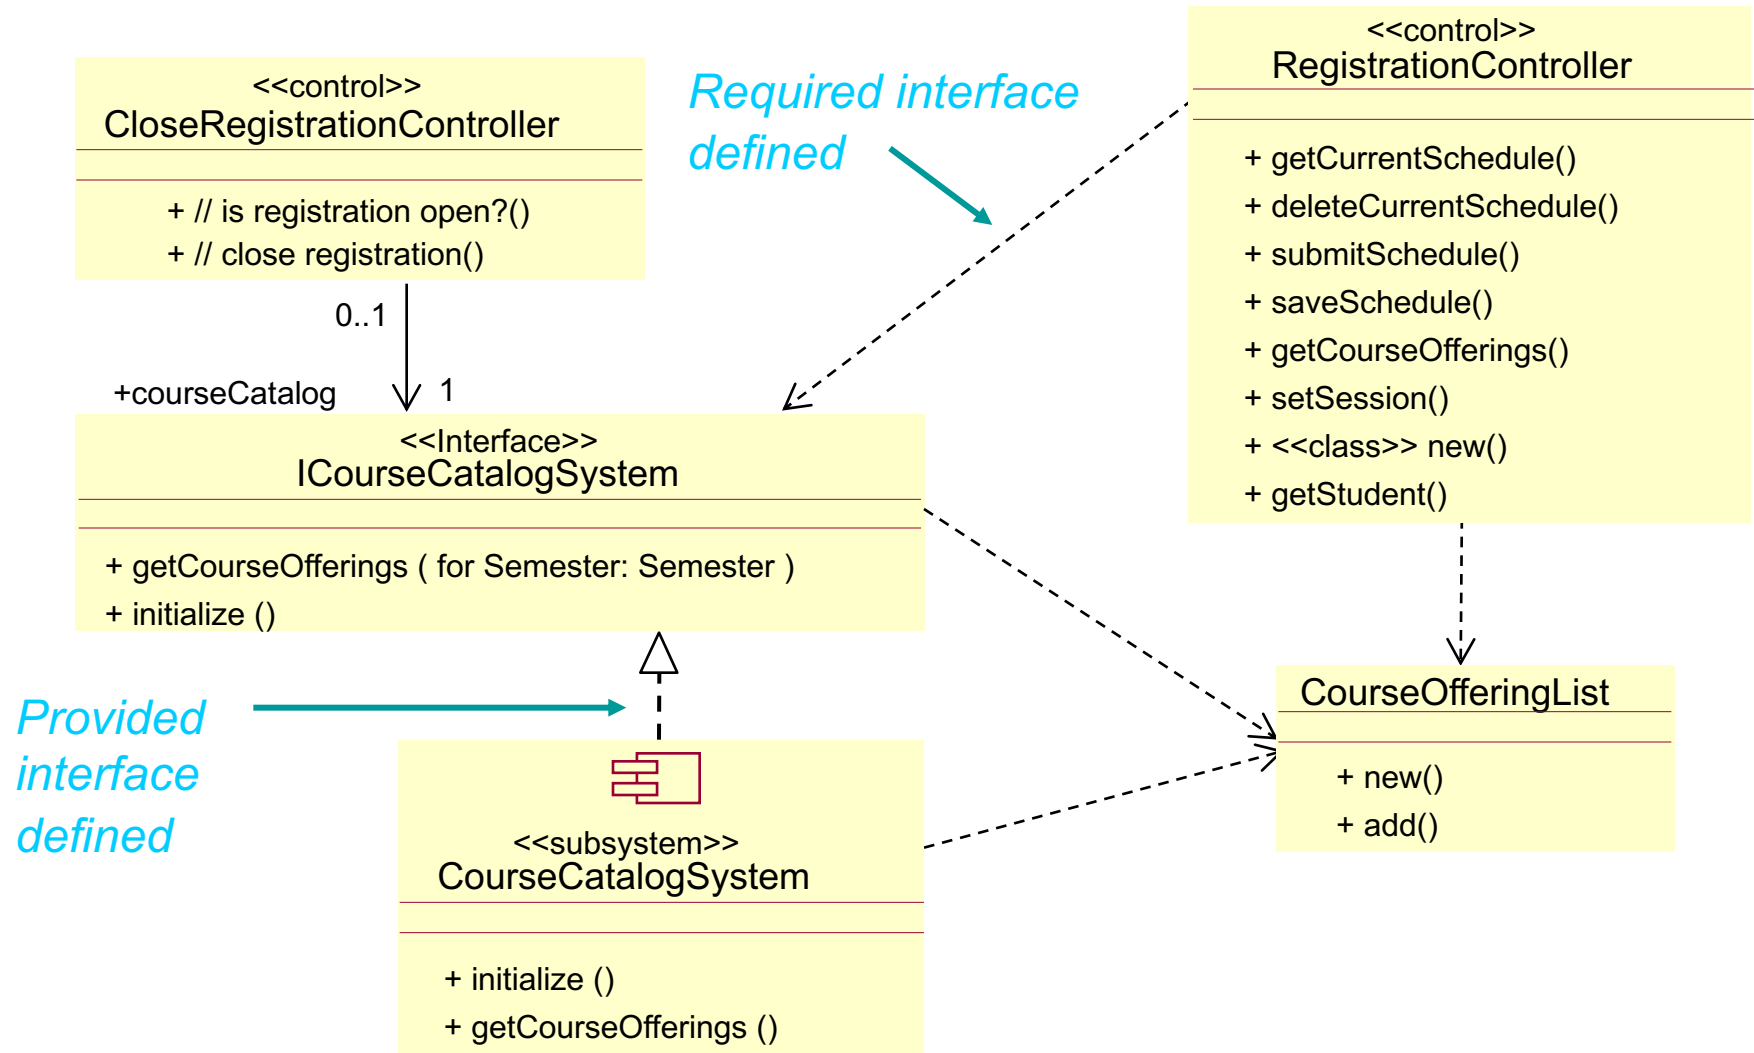 <<control>>
CloseRegistrationController
+ // is registration open?()
+ // close registration()
Required interface
defined
<<control>>
RegistrationController
+ getCurrentSchedule()
+ deleteCurrentSchedule()
+ submitSchedule()
+ saveSchedule()
+ getCourseOfferings()
+ setSession()
+ <<class>> new()
+ getStudent()
0..1
+courseCatalog
1
<<Interface>>
ICourseCatalogSystem
+ getCourseOfferings ( for Semester: Semester )
+ initialize ()
Provided
interface
defined
<<subsystem>>
CourseCatalogSystem
+ initialize ()
+ getCourseOfferings ()
CourseOfferingList
+ new()
+ add()